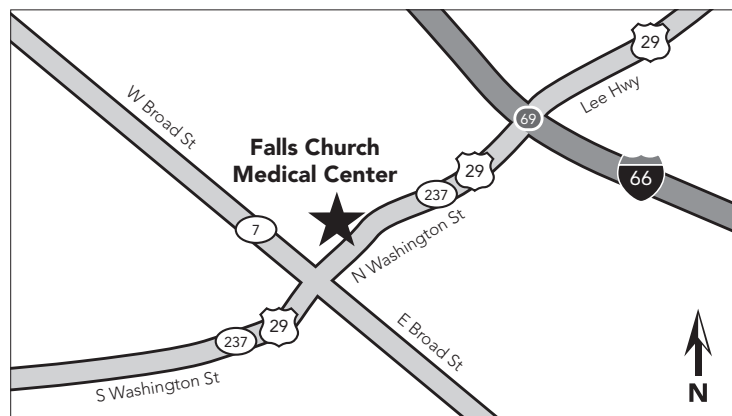 29
Lee Hwy
W Broad St
69
Falls Church
Medical Center
29
66
237
7
N Washington St
29
237
E Broad St
S Washington St
N